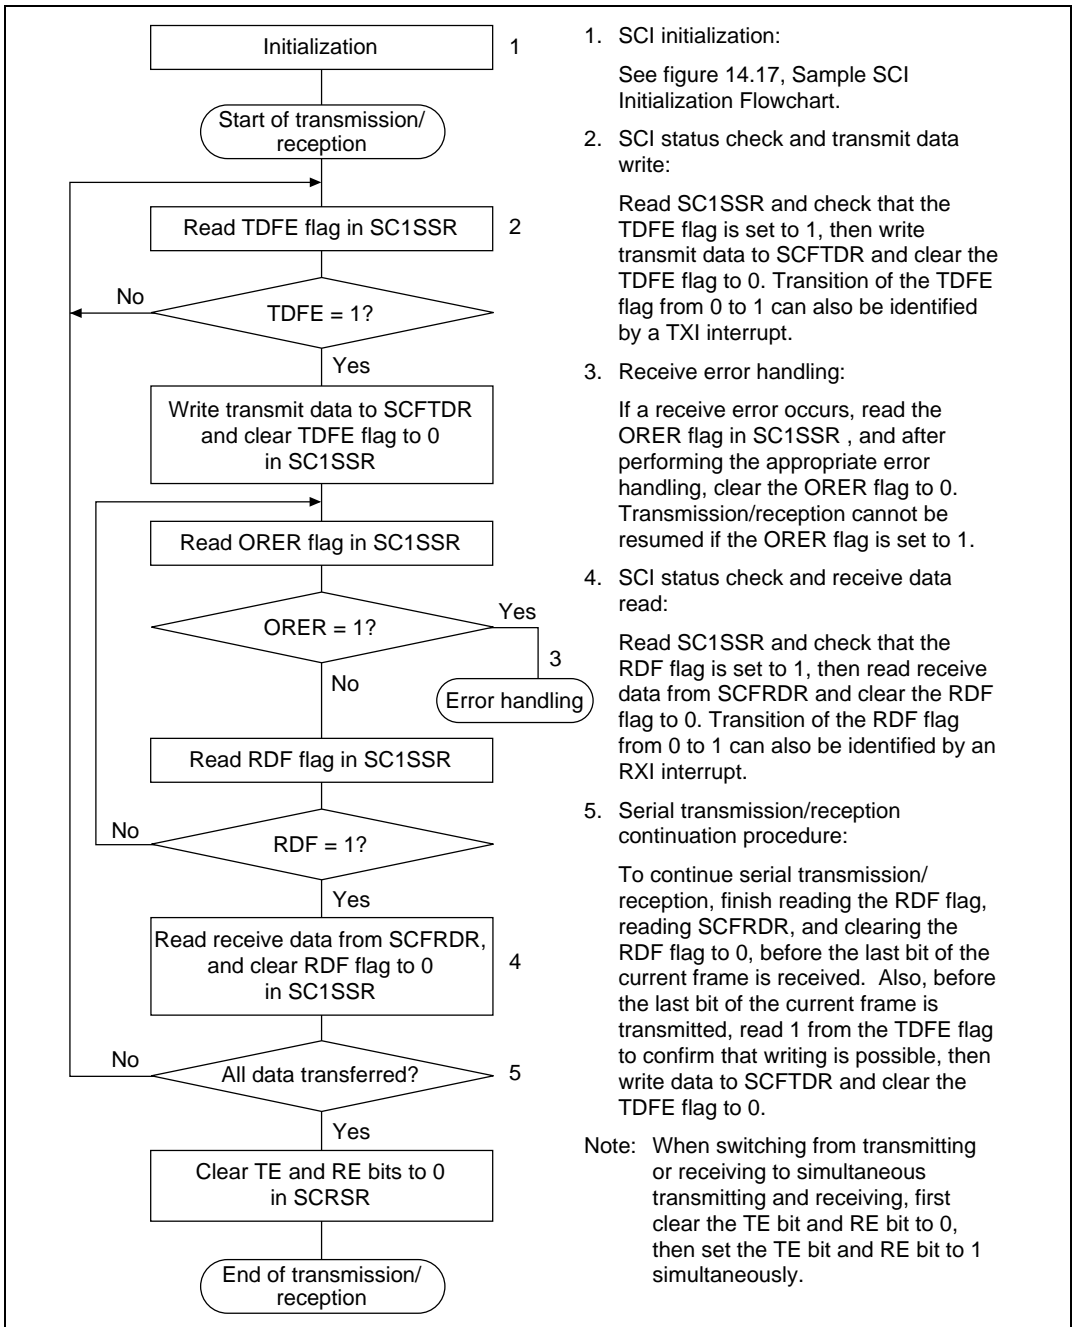 Initialization
1
Start of transmission/
reception
Read TDFE flag in SC1SSR
2
No
TDFE = 1?
Yes
Write transmit data to SCFTDR
and clear TDFE flag to 0
in SC1SSR
Read ORER flag in SC1SSR
Yes
ORER = 1?
3
No
Error handling
Read RDF flag in SC1SSR
No
RDF = 1?
Yes
Read receive data from SCFRDR,
and clear RDF flag to 0
in SC1SSR
4
No
All data transferred?
5
Yes
Clear TE and RE bits to 0
in SCRSR
End of transmission/
reception
1. SCI initialization:
See figure 14.17, Sample SCI
Initialization Flowchart.
2. SCI status check and transmit data
write:
Read SC1SSR and check that the
TDFE flag is set to 1, then write
transmit data to SCFTDR and clear the
TDFE flag to 0. Transition of the TDFE
flag from 0 to 1 can also be identified
by a TXI interrupt.
3. Receive error handling:
If a receive error occurs, read the
ORER flag in SC1SSR , and after
performing the appropriate error
handling, clear the ORER flag to 0.
Transmission/reception cannot be
resumed if the ORER flag is set to 1.
4. SCI status check and receive data
read:
Read SC1SSR and check that the
RDF flag is set to 1, then read receive
data from SCFRDR and clear the RDF
flag to 0. Transition of the RDF flag
from 0 to 1 can also be identified by an
RXI interrupt.
5. Serial transmission/reception
continuation procedure:
To continue serial transmission/
reception, finish reading the RDF flag,
reading SCFRDR, and clearing the
RDF flag to 0, before the last bit of the
current frame is received. Also, before
the last bit of the current frame is
transmitted, read 1 from the TDFE flag
to confirm that writing is possible, then
write data to SCFTDR and clear the
TDFE flag to 0.
Note: When switching from transmitting
or receiving to simultaneous
transmitting and receiving, first
clear the TE bit and RE bit to 0,
then set the TE bit and RE bit to 1
simultaneously.